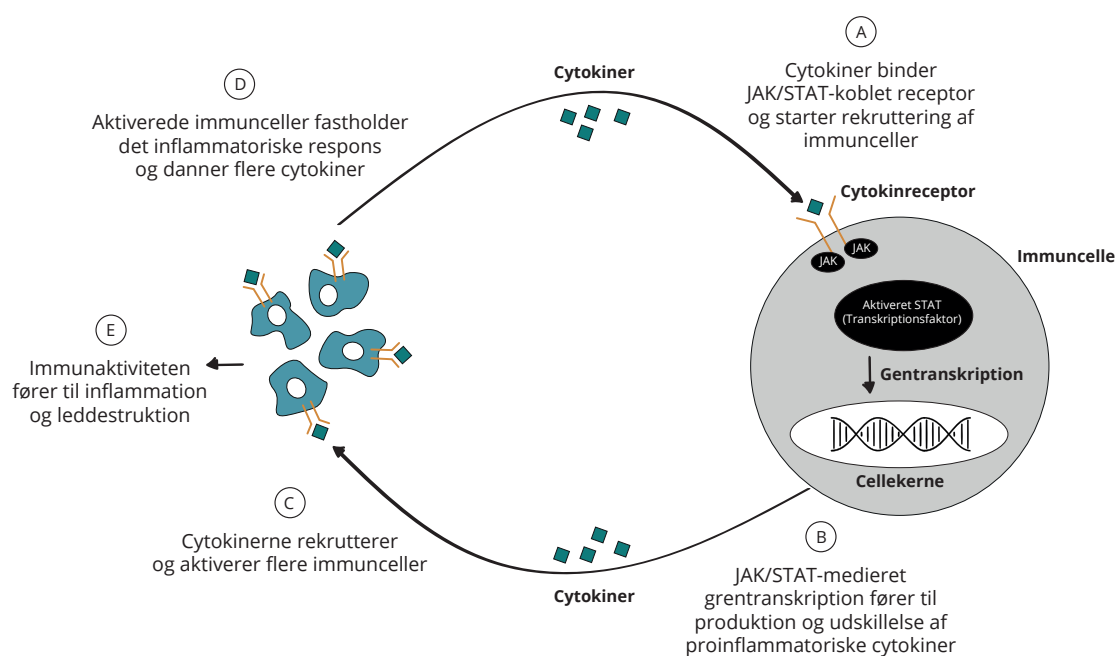 A
Cytokiner binder
JAK/STAT-koblet receptor
og starter rekruttering af
immunceller
Cytokiner
D
Aktiverede immunceller fastholder
det inflammatoriske respons
og danner flere cytokiner
Cytokinreceptor
JAK
JAK
Immuncelle
Aktiveret STAT
(Transkriptionsfaktor)
Gentranskription
Cellekerne
E
Immunaktiviteten
fører til inflammation
og leddestruktion
C
Cytokinerne rekrutterer
og aktiverer flere immunceller
Cytokiner
B
JAK/STAT-medieret
grentranskription fører til
produktion og udskillelse af
proinflammatoriske cytokiner